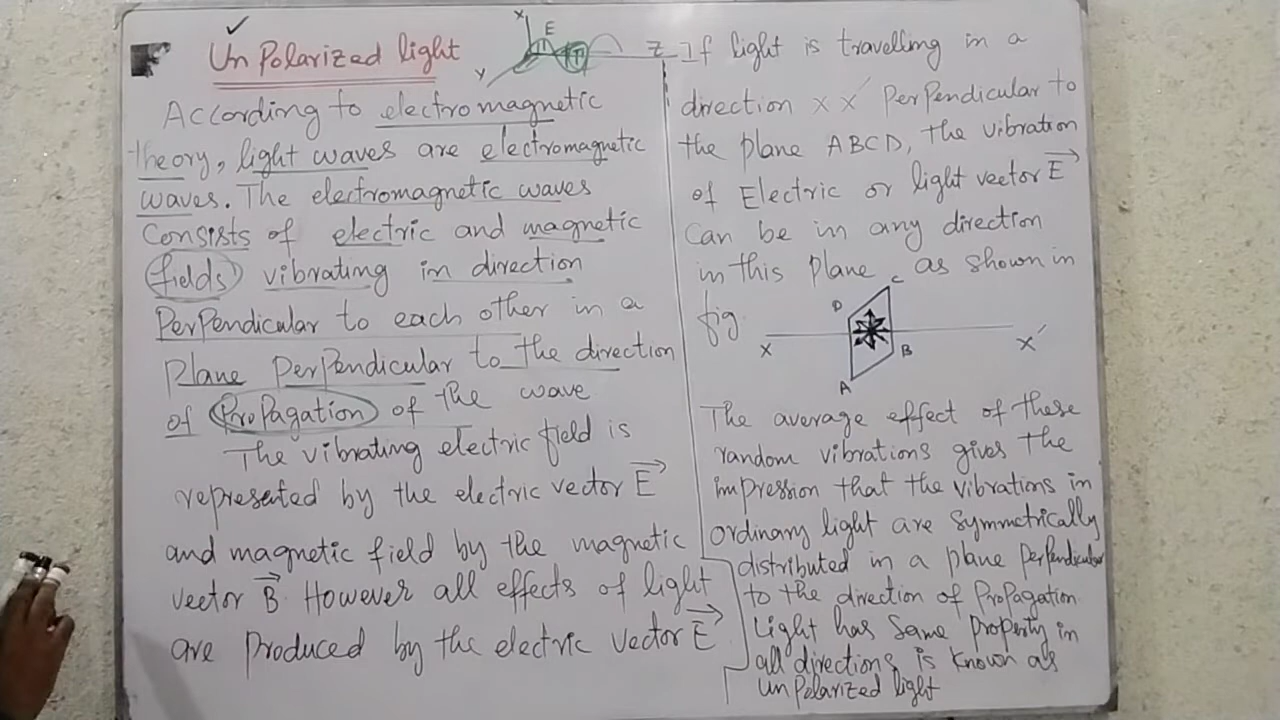 Un Polarized light
X
E
Y
Z
According to electromagnetic
theory, light waves are electromagnetic
waves. The electromagnetic waves
Consists of electric and magnetic
fields vibrating in direction
Perpendicular to each other in a
Plane Perpendicular to the direction
of Propagation of the wave
The vibrating electric field is
represented by the electric vector E
and magnetic field by the magnetic
vector B. However all effects of light
are produced by the electric vector E
If light is travelling in a
direction X X' Perpendicular to
the plane ABCD, the vibration
of Electric or light vector E
Can be in any direction
in this plane as shown in
fig
C
D
X
X'
B
A
The average effect of these
random vibrations gives the
impression that the vibrations in
ordinary light are symmetrically
distributed in a plane perpendicular
to the direction of Propagation.
Light has same property in
all directions is known as
un Polarized light